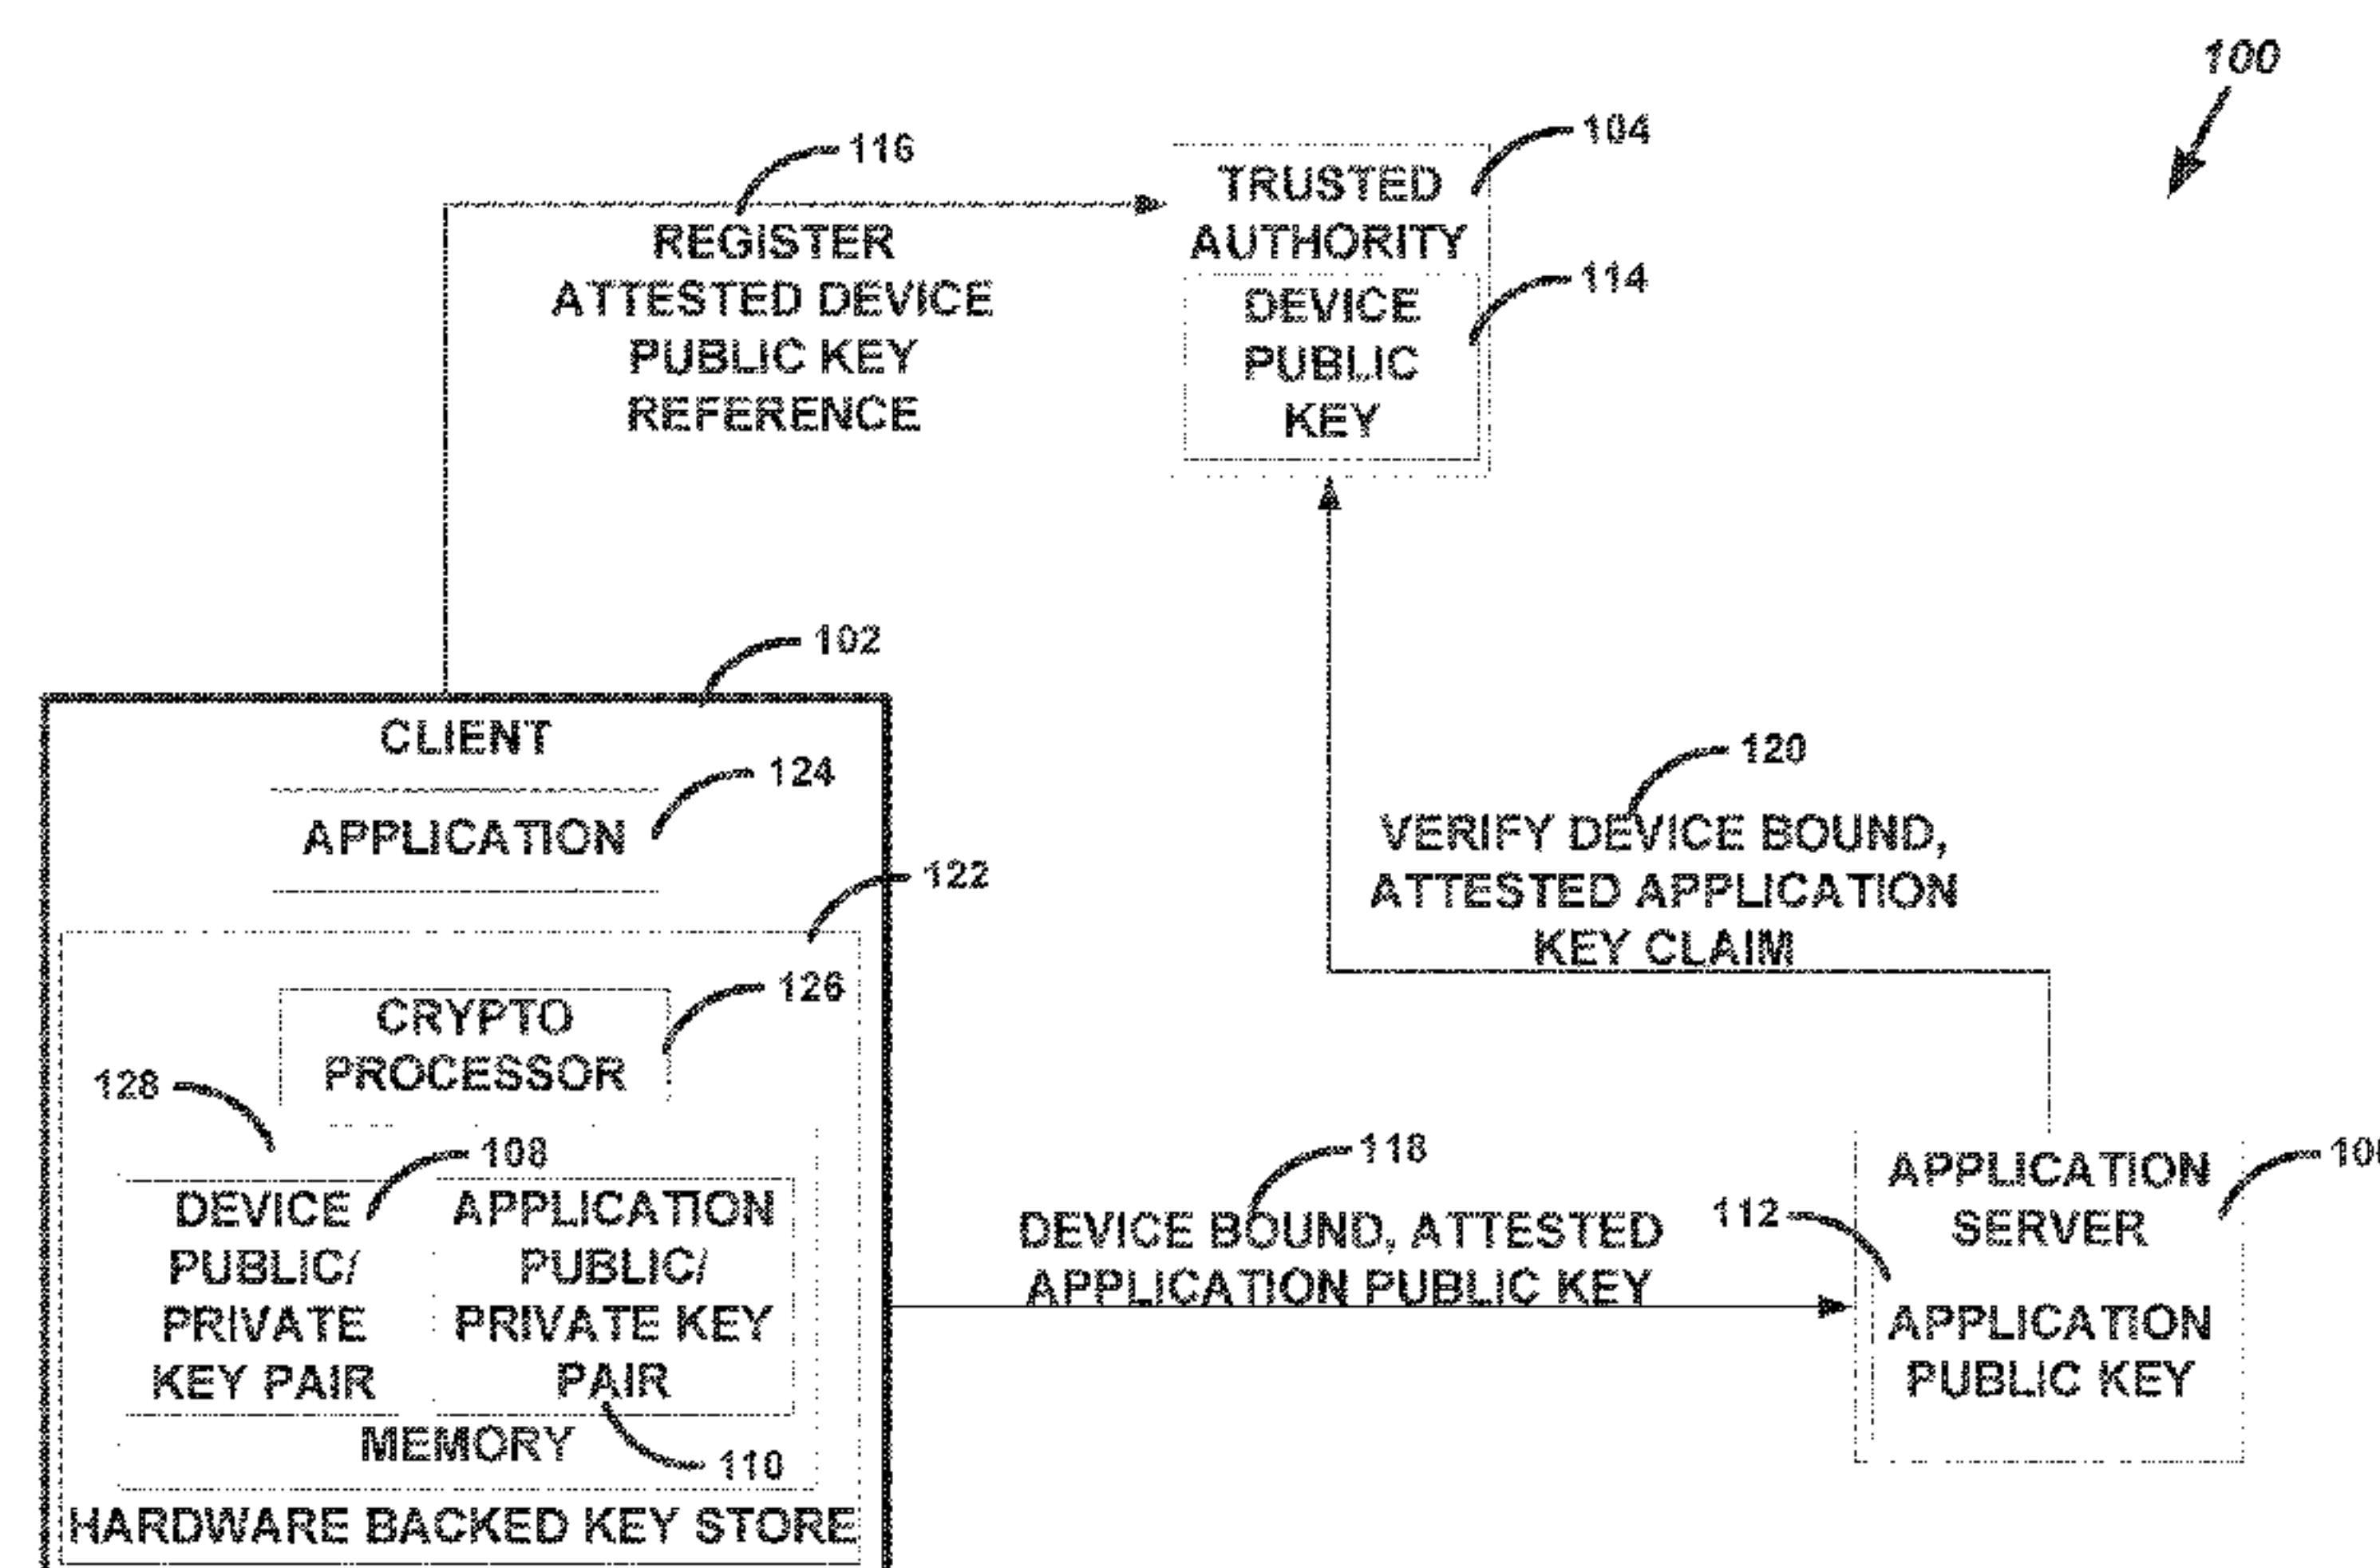 100
104
116
TRUSTED
AUTHORITY
REGISTER
ATTESTED DEVICE
PUBLIC KEY
REFERENCE
114
DEVICE
PUBLIC
KEY
102
CLIENT
124
APPLICATION
122
120
VERIFY DEVICE BOUND,
ATTESTED APPLICATION
KEY CLAIM
126
CRYPTO
PROCESSOR
128
108
DEVICE
PUBLIC/
PRIVATE
KEY PAIR
APPLICATION
PUBLIC/
PRIVATE KEY
PAIR
MEMORY
110
HARDWARE BACKED KEY STORE
118
DEVICE BOUND, ATTESTED
APPLICATION PUBLIC KEY
112
APPLICATION
SERVER
APPLICATION
PUBLIC KEY